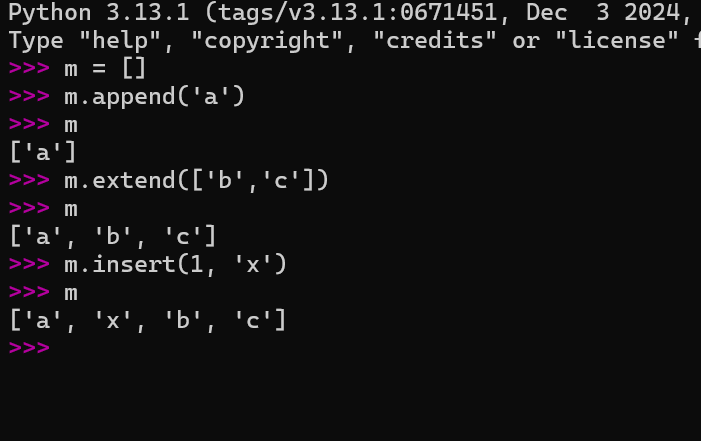 Python 3.13.1 (tags/v3.13.1:0671451, Dec  3 2024,
Type "help", "copyright", "credits" or "license"
>>> m = []
>>> m.append('a')
>>> m
['a']
>>> m.extend(['b','c'])
>>> m
['a', 'b', 'c']
>>> m.insert(1, 'x')
>>> m
['a', 'x', 'b', 'c']
>>>